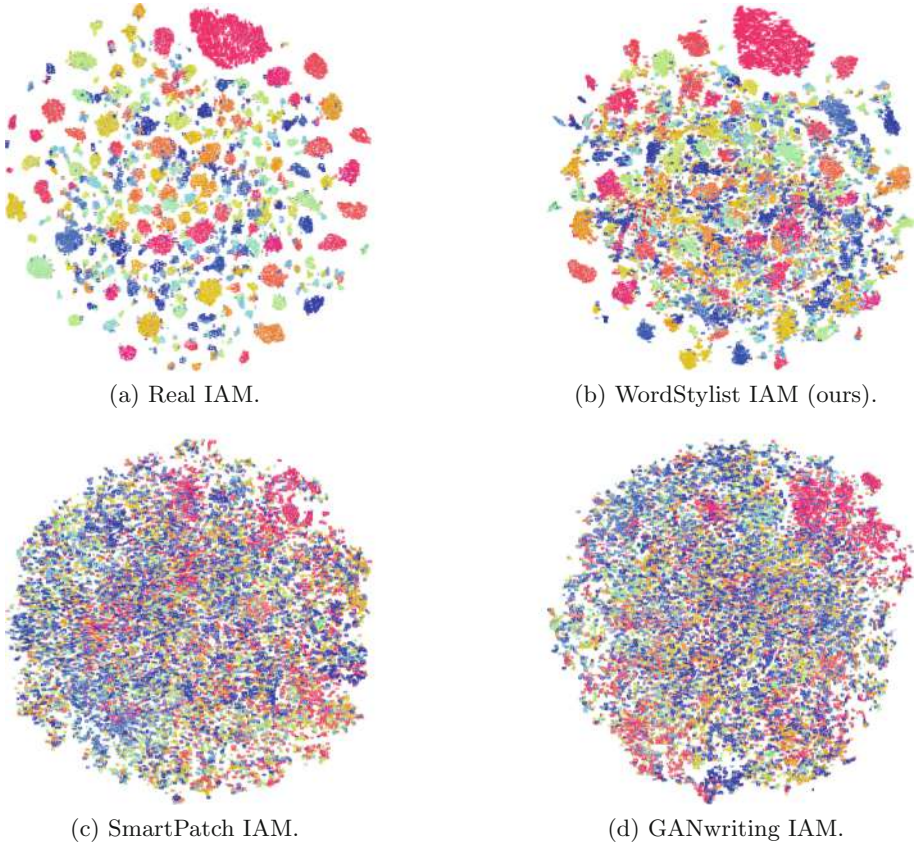 (a) Real IAM.
(b) WordStylist IAM (ours).
(c) SmartPatch IAM.
(d) GANwriting IAM.